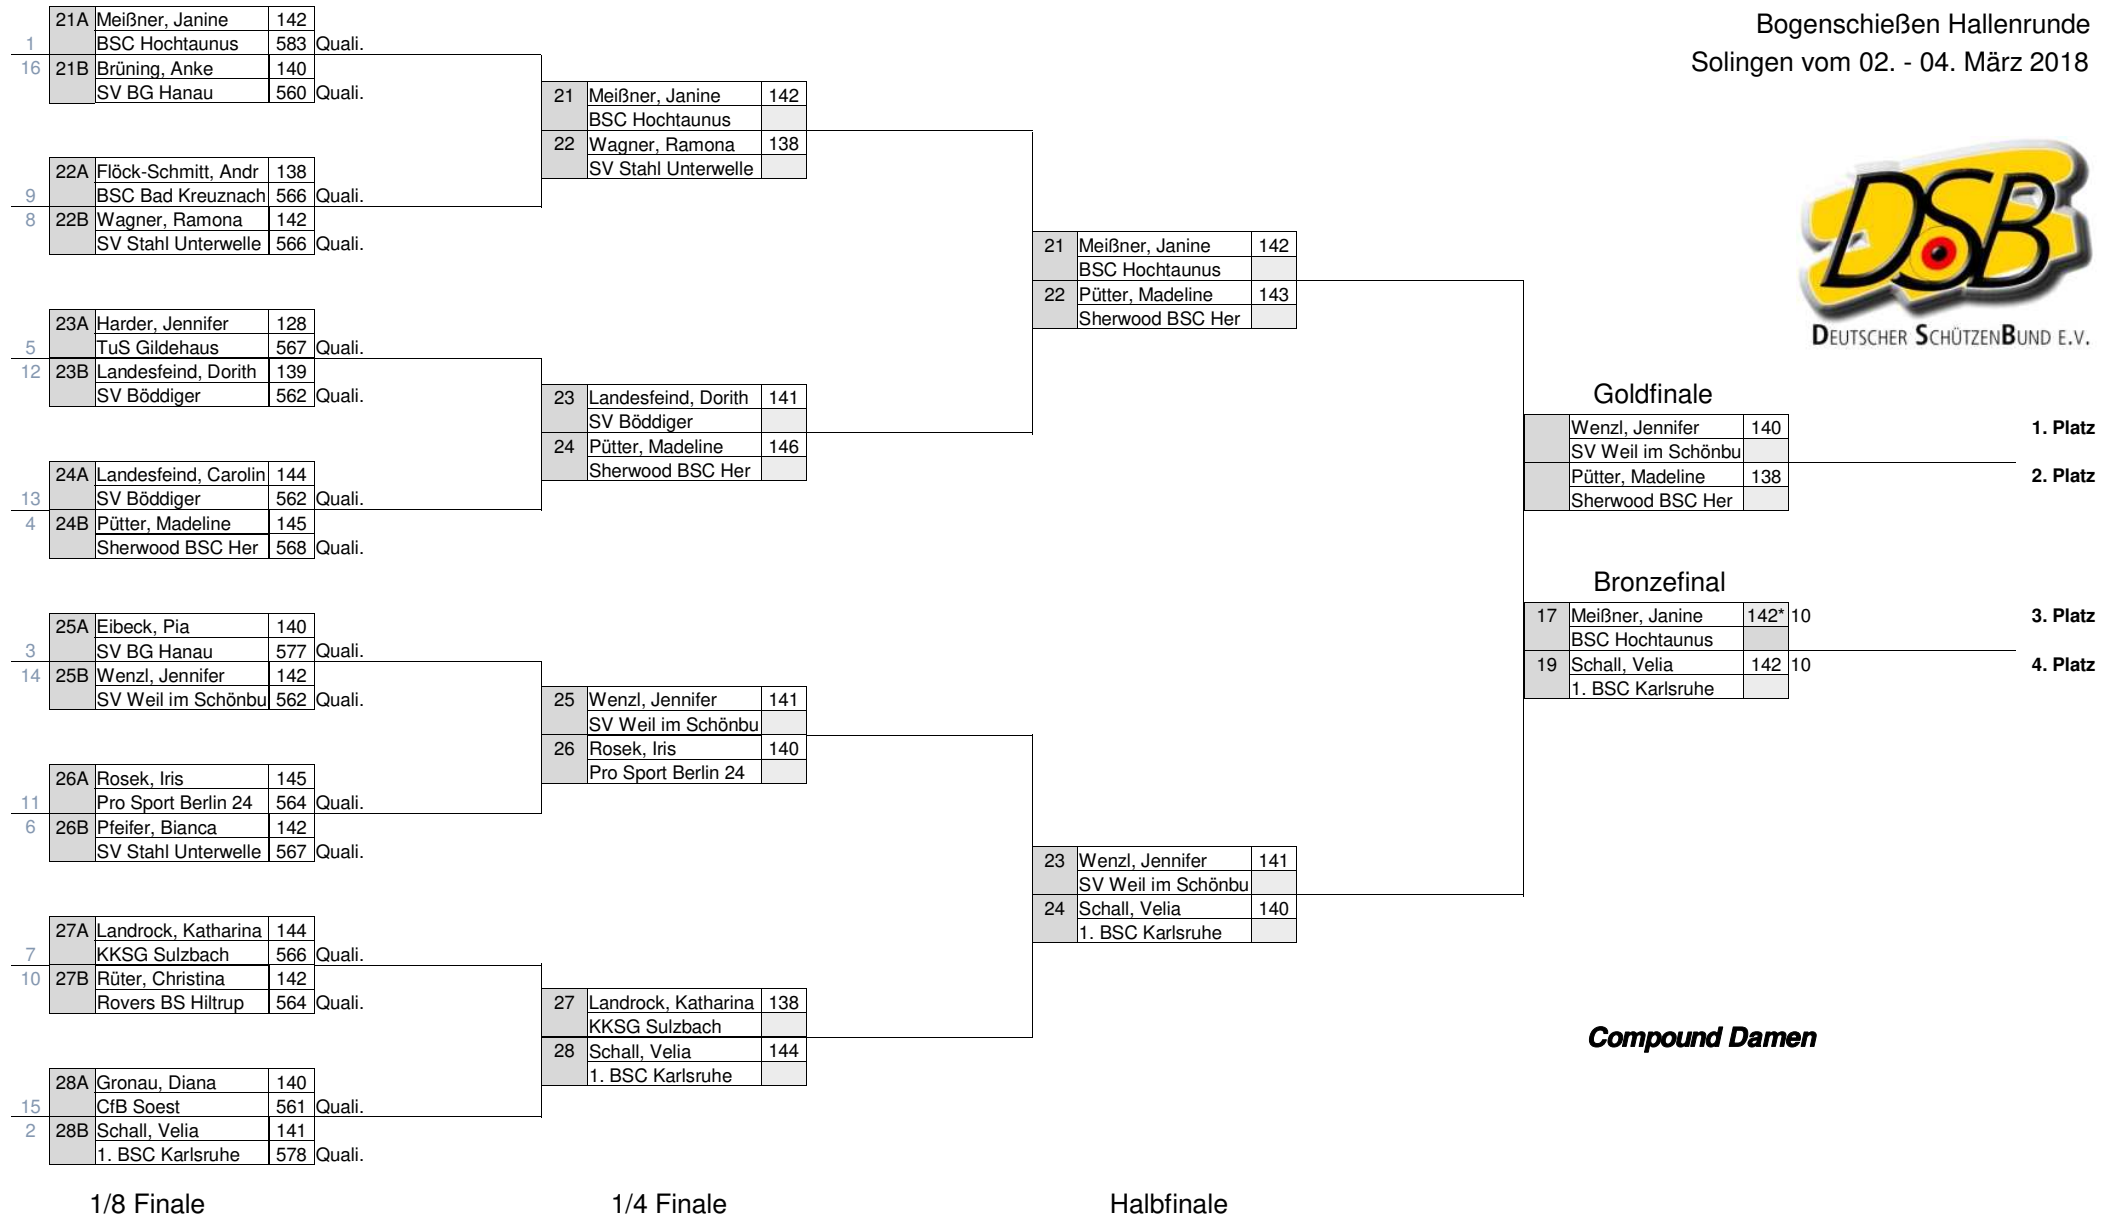 Bogenschießen Hallenrunde
Solingen vom 02. - 04. März 2018
DSB
DEUTSCHER SCHÜTZENBUND E.V.
21A Meißner, Janine 142
1 BSC Hochtaunus 583 Quali.
16 21B Brüning, Anke 140
SV BG Hanau 560 Quali.
22A Flöck-Schmitt, Andr 138
9 BSC Bad Kreuznach 566 Quali.
8 22B Wagner, Ramona 142
SV Stahl Unterwelle 566 Quali.
23A Harder, Jennifer 128
5 TuS Gildehaus 567 Quali.
12 23B Landesfeind, Dorith 139
SV Böddiger 562 Quali.
24A Landesfeind, Carolin 144
13 SV Böddiger 562 Quali.
4 24B Pütter, Madeline 145
Sherwood BSC Her 568 Quali.
25A Eibeck, Pia 140
3 SV BG Hanau 577 Quali.
14 25B Wenzl, Jennifer 142
SV Weil im Schönbu 562 Quali.
26A Rosek, Iris 145
11 Pro Sport Berlin 24 564 Quali.
6 26B Pfeifer, Bianca 142
SV Stahl Unterwelle 567 Quali.
27A Landrock, Katharina 144
7 KKSG Sulzbach 566 Quali.
10 27B Rüter, Christina 142
Rovers BS Hiltrup 564 Quali.
28A Gronau, Diana 140
15 CfB Soest 561 Quali.
2 28B Schall, Velia 141
1. BSC Karlsruhe 578 Quali.
1/8 Finale
21 Meißner, Janine 142
BSC Hochtaunus
22 Wagner, Ramona 138
SV Stahl Unterwelle
23 Landesfeind, Dorith 141
SV Böddiger
24 Pütter, Madeline 146
Sherwood BSC Her
25 Wenzl, Jennifer 141
SV Weil im Schönbu
26 Rosek, Iris 140
Pro Sport Berlin 24
27 Landrock, Katharina 138
KKSG Sulzbach
28 Schall, Velia 144
1. BSC Karlsruhe
1/4 Finale
21 Meißner, Janine 142
BSC Hochtaunus
22 Pütter, Madeline 143
Sherwood BSC Her
23 Wenzl, Jennifer 141
SV Weil im Schönbu
24 Schall, Velia 140
1. BSC Karlsruhe
Halbfinale
Goldfinale
Wenzl, Jennifer 140 1. Platz
SV Weil im Schönbu
Pütter, Madeline 138 2. Platz
Sherwood BSC Her
Bronzefinal
17 Meißner, Janine 142* 10 3. Platz
BSC Hochtaunus
19 Schall, Velia 142 10 4. Platz
1. BSC Karlsruhe
Compound Damen